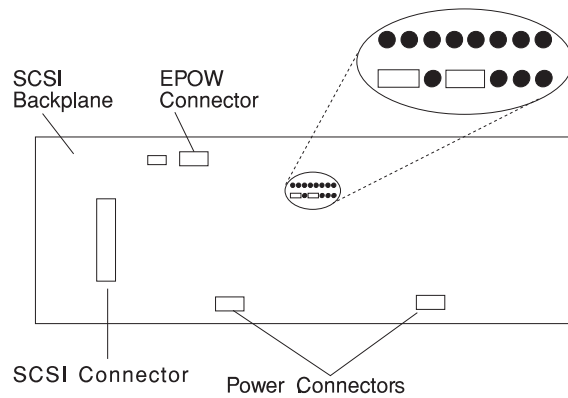 SCSI
Backplane
EPOW
Connector
SCSI Connector
Power Connectors